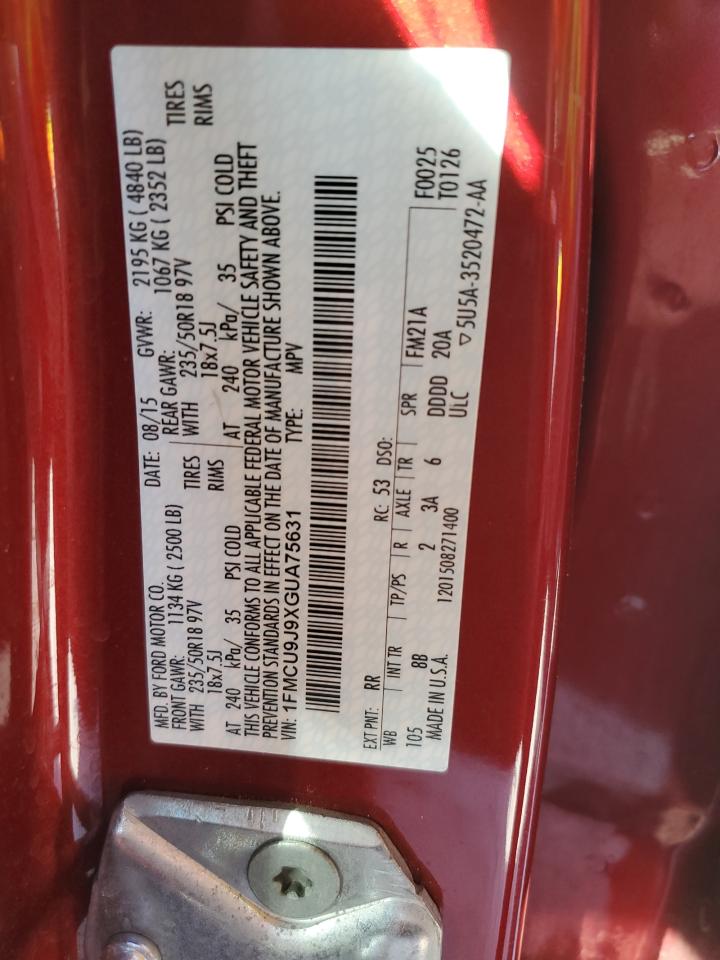 MFD. BY FORD MOTOR CO. DATE: 08/15 GVWR: 2195 KG ( 4840 LB)
FRONT GAWR: 1134 KG ( 2500 LB) REAR GAWR: 1067 KG ( 2352 LB)
WITH 235/50R18 97V TIRES WITH 235/50R18 97V TIRES
18x7.5J RIMS 18x7.5J RIMS
AT 240 kPa/ 35 PSI COLD AT 240 kPa/ 35 PSI COLD
THIS VEHICLE CONFORMS TO ALL APPLICABLE FEDERAL MOTOR VEHICLE SAFETY AND THEFT
PREVENTION STANDARDS IN EFFECT ON THE DATE OF MANUFACTURE SHOWN ABOVE.
VIN: 1FMCU9J9XGUA75631 TYPE: MPV
EXT PNT: RR RC: 53 DSO: F0025
WB INT TR TP/PS R AXLE TR SPR FM21A T0126
105 8B 2 3A 6 DDDD 20A
MADE IN U.S.A. 1201508271400 ULC ▽5U5A-3520472-AA